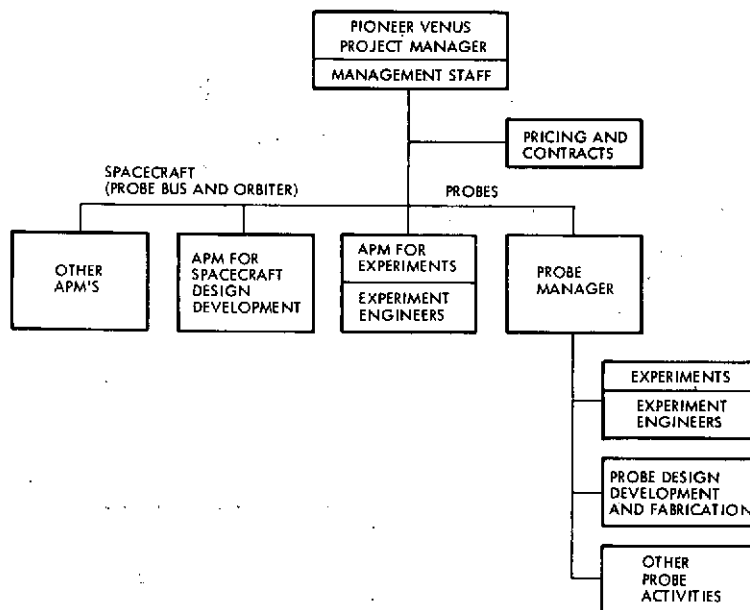 PIONEER VENUS
PROJECT MANAGER
MANAGEMENT STAFF
PRICING AND
CONTRACTS
SPACECRAFT
(PROBE BUS AND ORBITER)
PROBES
OTHER
APM'S
APM FOR
SPACECRAFT
DESIGN
DEVELOPMENT
APM FOR
EXPERIMENTS
EXPERIMENT
ENGINEERS
PROBE
MANAGER
EXPERIMENTS
EXPERIMENT
ENGINEERS
PROBE DESIGN
DEVELOPMENT
AND FABRICATION
OTHER
PROBE
ACTIVITIES